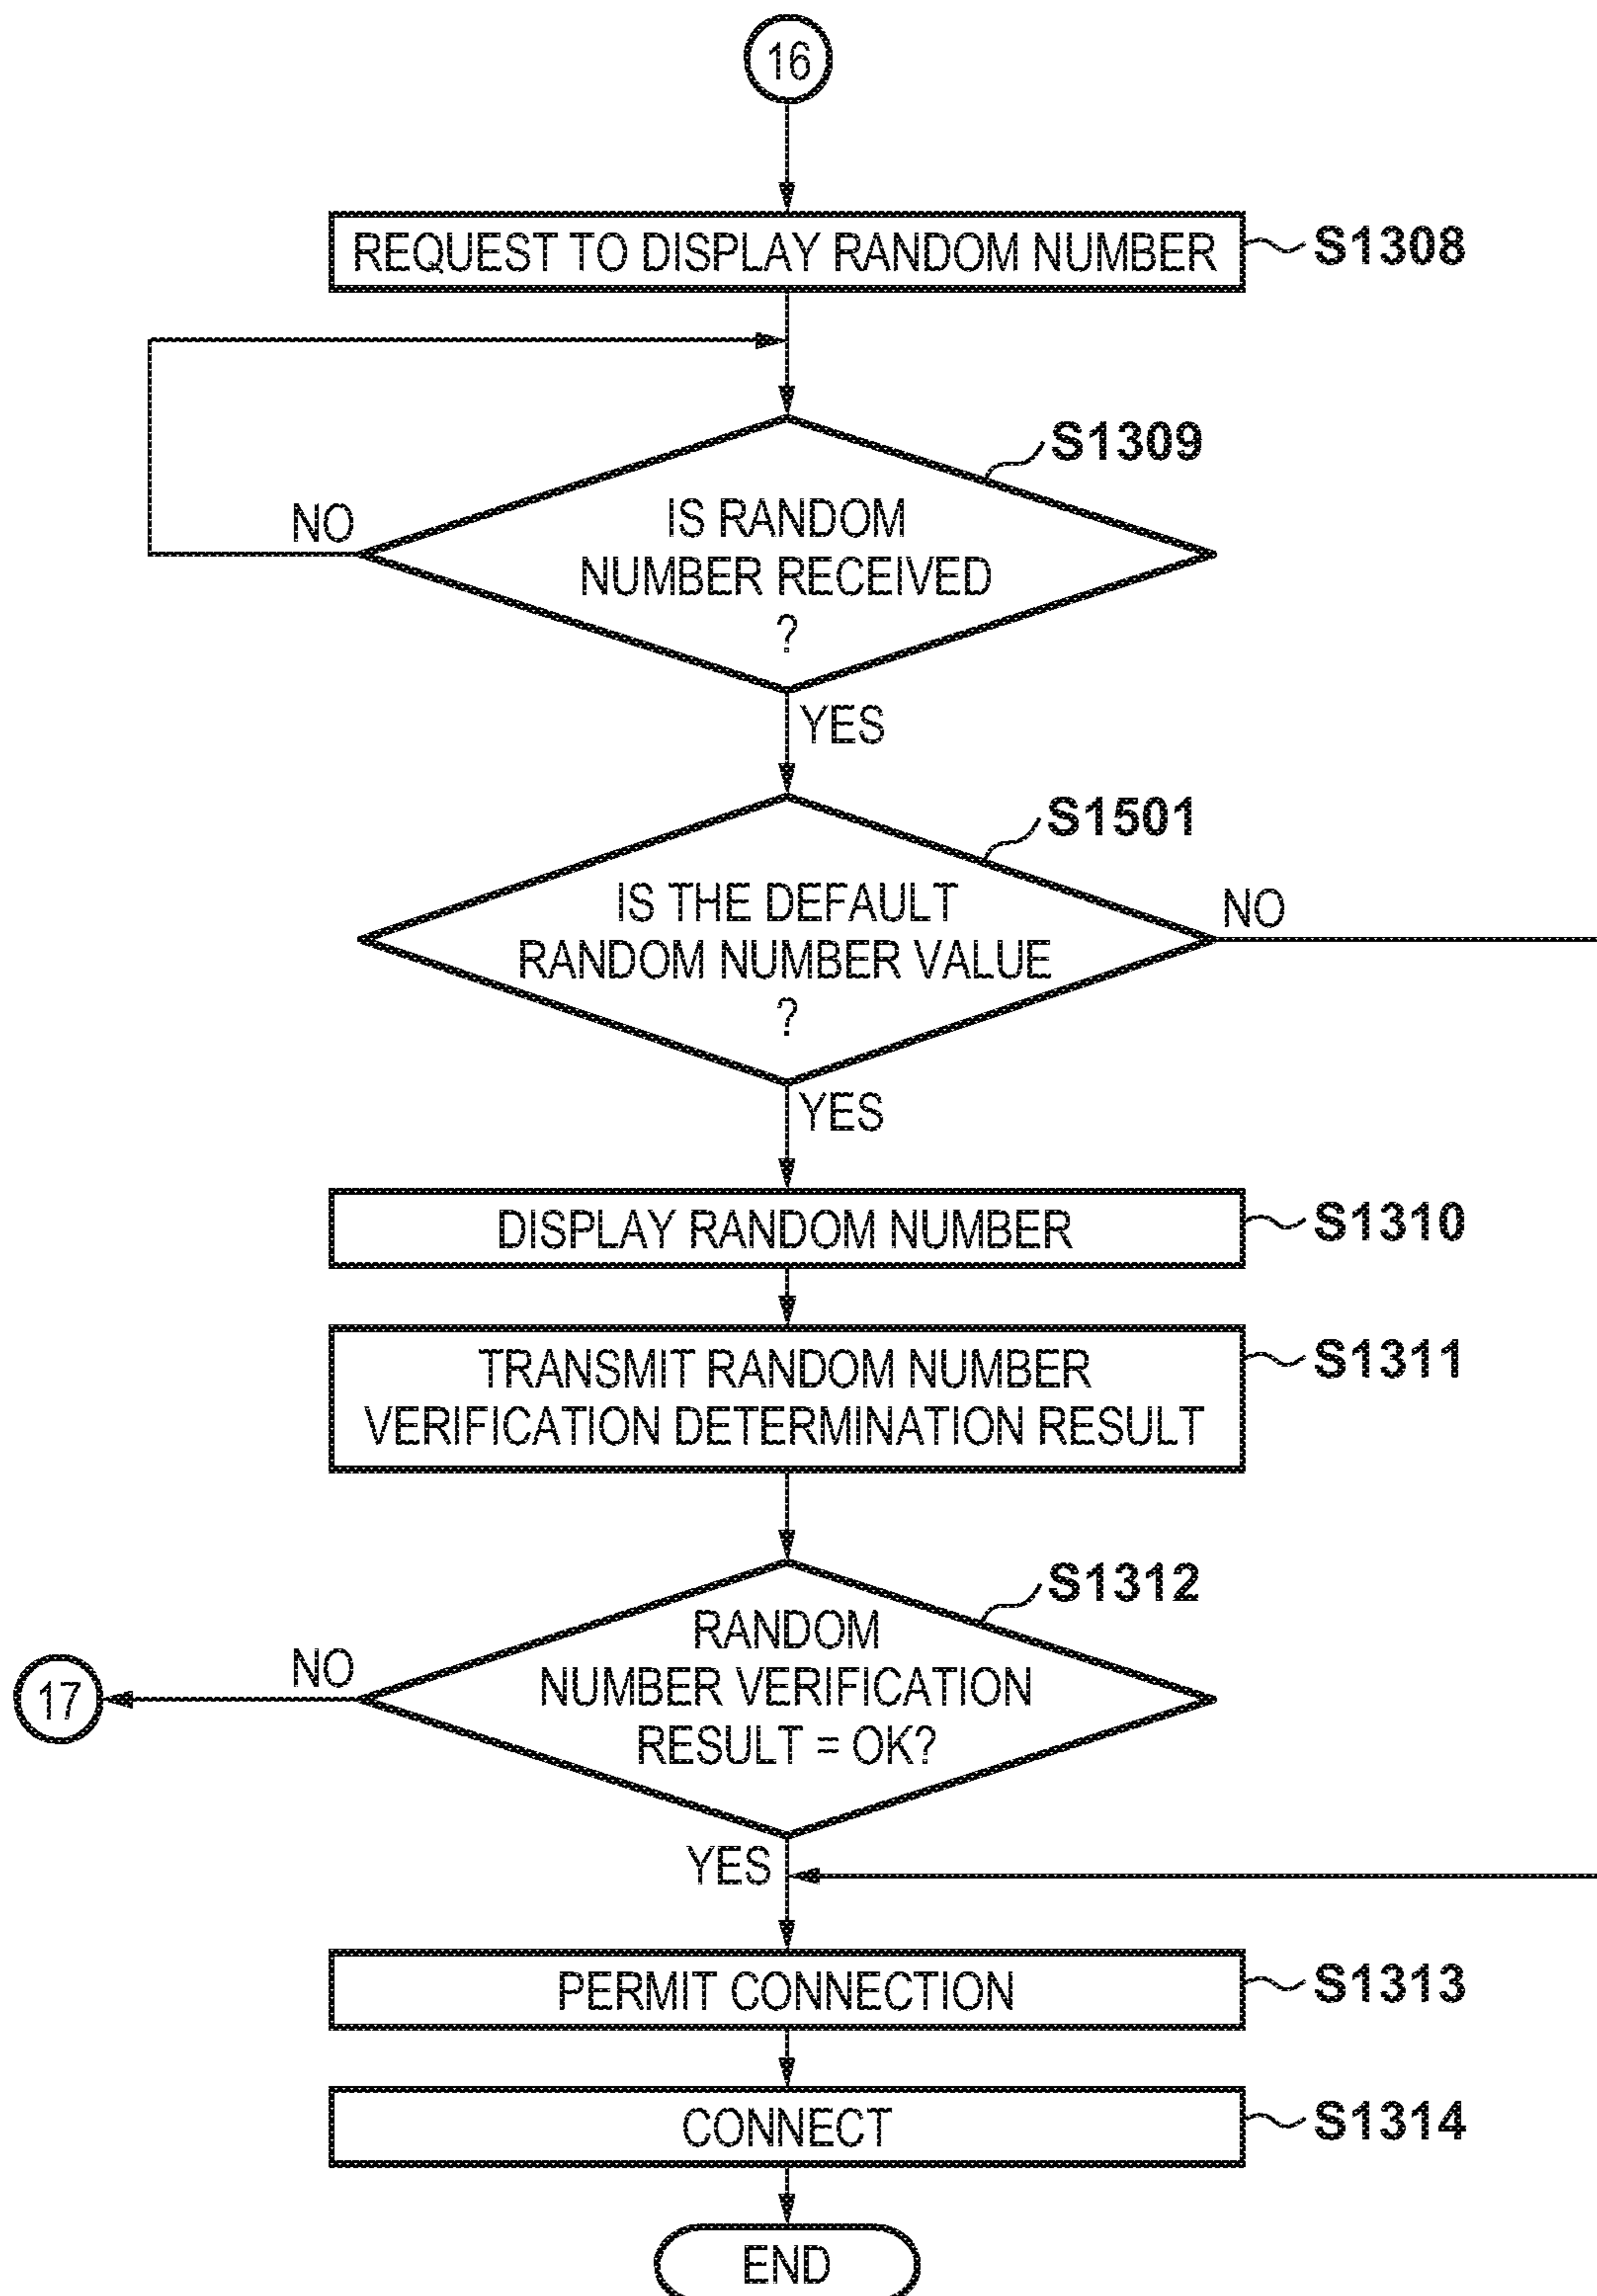 16
REQUEST TO DISPLAY RANDOM NUMBER
S1308
S1309
IS RANDOM
NUMBER RECEIVED
?
NO
YES
S1501
IS THE DEFAULT
RANDOM NUMBER VALUE
?
NO
YES
DISPLAY RANDOM NUMBER
S1310
TRANSMIT RANDOM NUMBER
VERIFICATION DETERMINATION RESULT
S1311
S1312
RANDOM
NUMBER VERIFICATION
RESULT = OK?
NO
17
YES
PERMIT CONNECTION
S1313
CONNECT
S1314
END